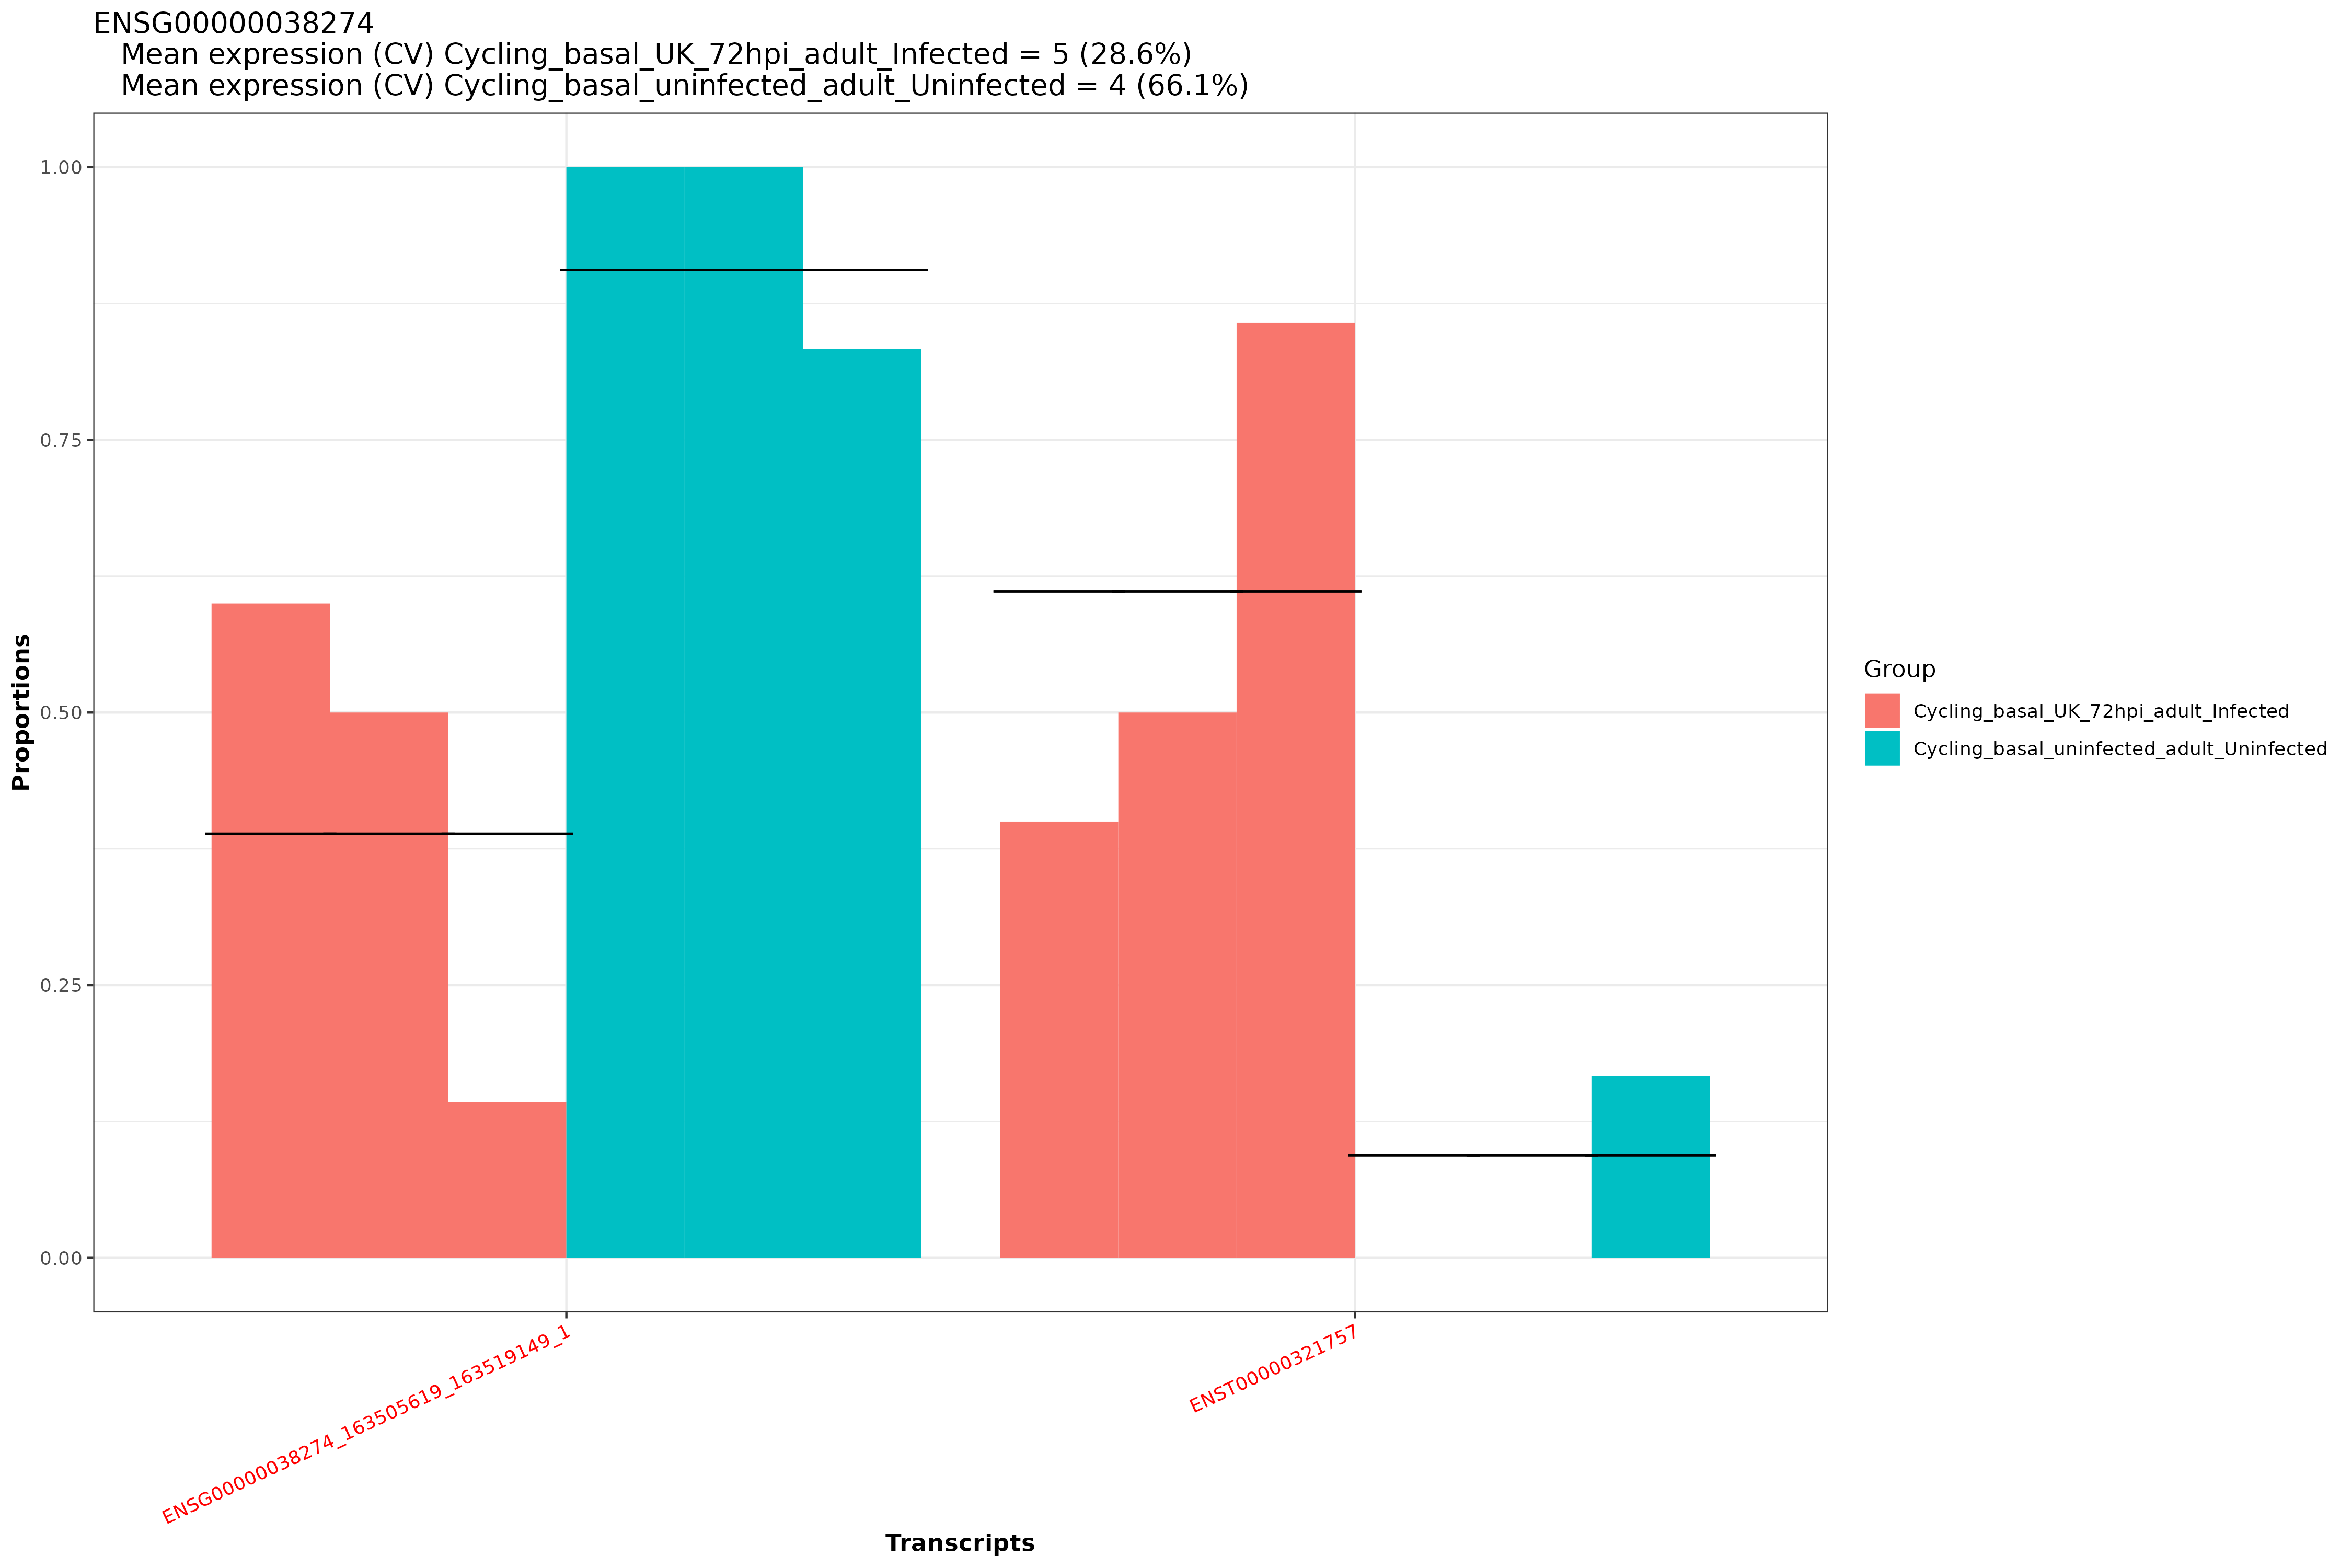 ENSG00000038274
Mean expression (CV) Cycling_basal_UK_72hpi_adult_Infected = 5 (28.6%)
Mean expression (CV) Cycling_basal_uninfected_adult_Uninfected = 4 (66.1%)
1.00
0.75
0.50
0.25
0.00
Proportions
ENSG00000038274_163505619_163519149_1
ENST00000321757
Transcripts
Group
Cycling_basal_UK_72hpi_adult_Infected
Cycling_basal_uninfected_adult_Uninfected